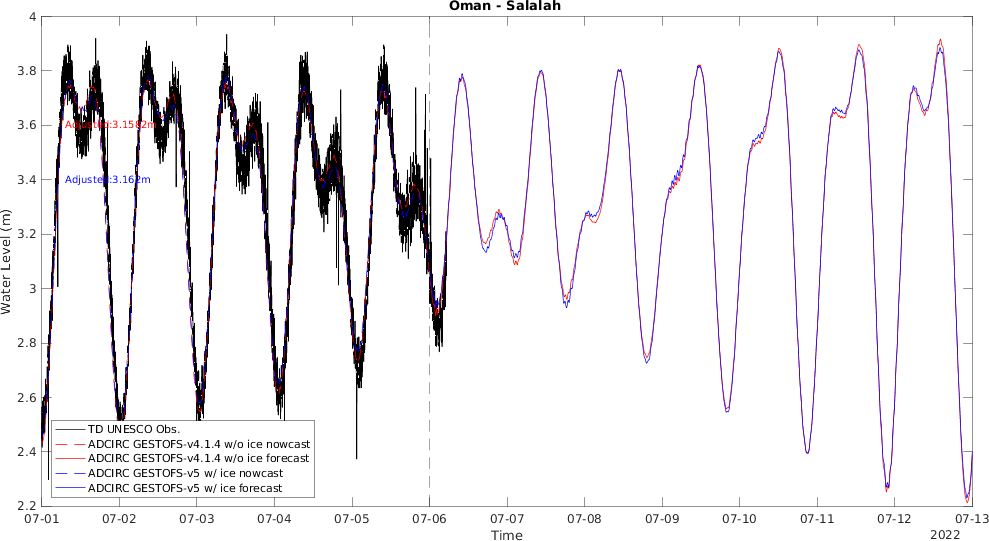 Oman - Salalah
4
3.8
3.6
3.4
3.2
3
2.8
2.6
2.4
2.2
Water Level (m)
Adjusted:3.1582m
Adjusted:3.162m
TD UNESCO Obs.
ADCIRC GESTOFS-v4.1.4 w/o ice nowcast
ADCIRC GESTOFS-v4.1.4 w/o ice forecast
ADCIRC GESTOFS-v5 w/ ice nowcast
ADCIRC GESTOFS-v5 w/ ice forecast
07-01 07-02 07-03 07-04 07-05 07-06 07-07 07-08 07-09 07-10 07-11 07-12 07-13
Time
2022